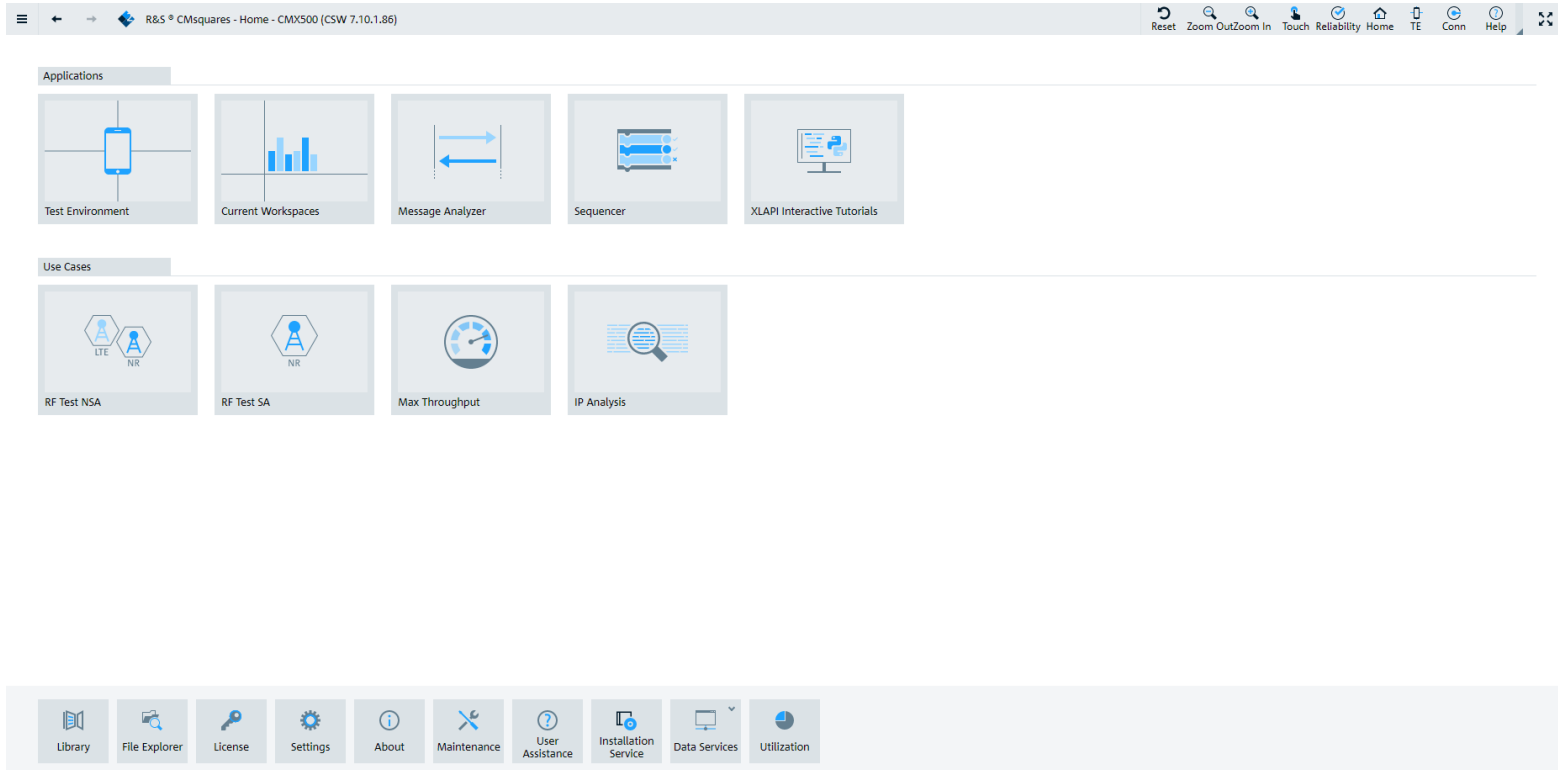 R&S ® CMsquares - Home - CMX500 (CSW 7.10.1.86)
Reset Zoom Out Zoom In Touch Reliability Home TE Conn Help
Applications
Test Environment Current Workspaces Message Analyzer Sequencer XLAPI Interactive Tutorials
Use Cases
LTE NR NR
RF Test NSA RF Test SA Max Throughput IP Analysis
Library File Explorer License Settings About Maintenance User Assistance Installation Service Data Services Utilization